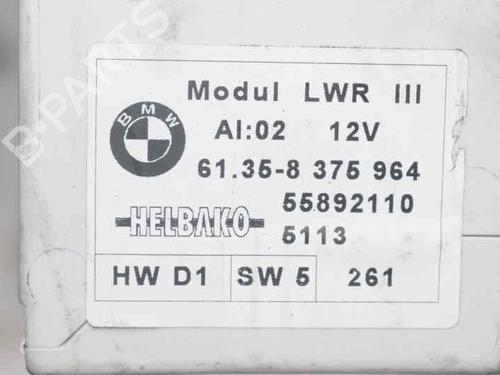 B-PARTS
Modul LWR III
BMW
AI:02 12V
61.35-8 375 964
55892110
HELBAKO
5113
HW D1 SW 5 261